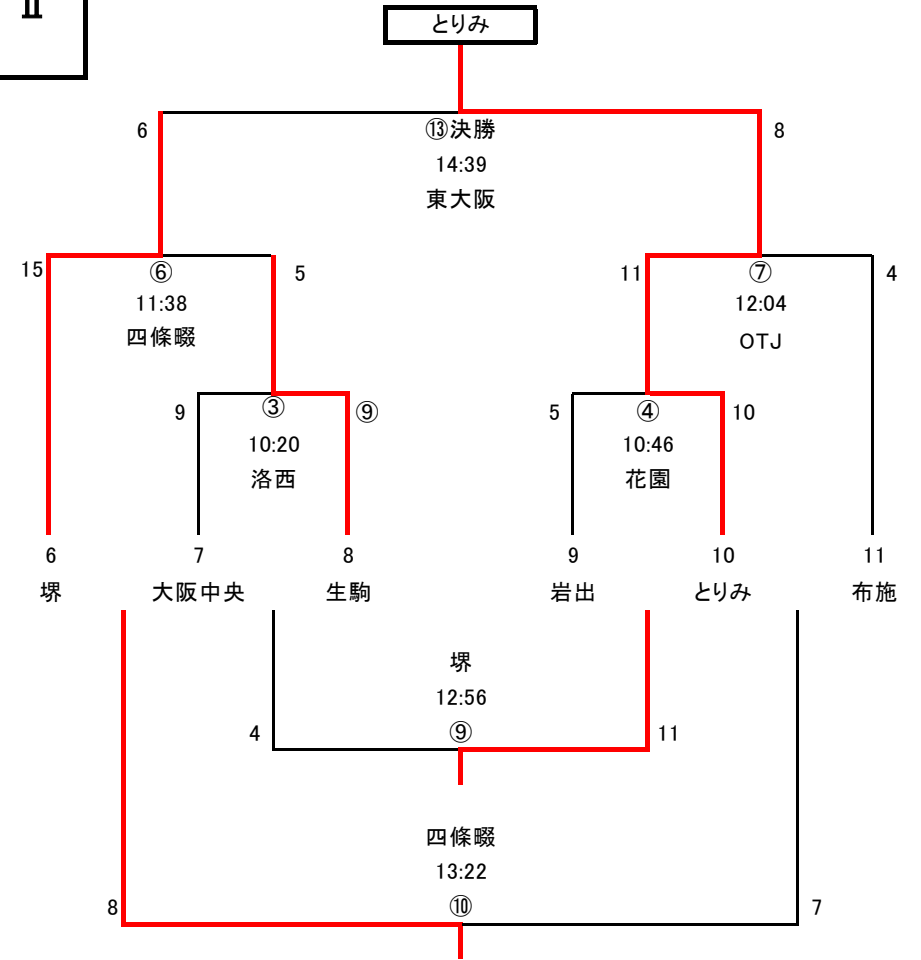 Ⅱ
とりみ
6
⑬決勝
8
14:39
東大阪
15
⑥
5
11
⑦
4
11:38
12:04
四條畷
OTJ
9
③
⑨
5
④
10
10:20
10:46
洛西
花園
6
7
8
9
10
11
堺
大阪中央
生駒
岩出
とりみ
布施
堺
12:56
4
⑨
11
四條畷
13:22
8
⑩
7